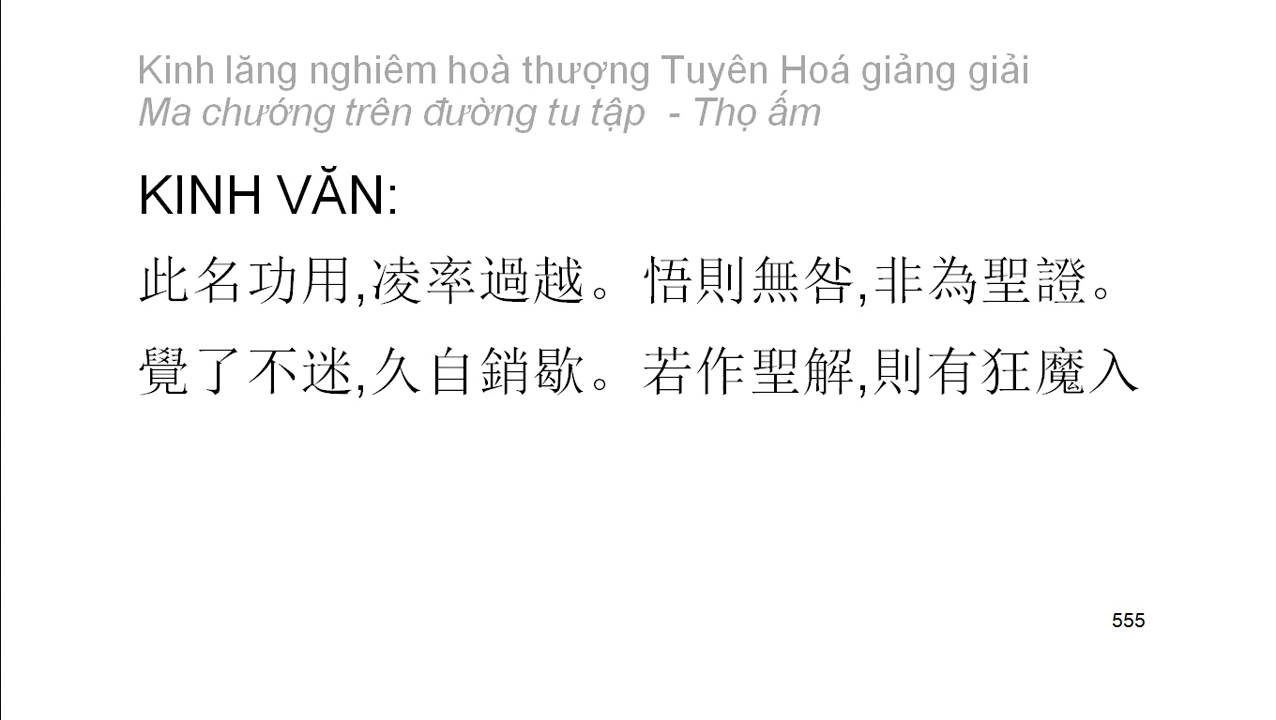 Kinh lăng nghiêm hoà thượng Tuyên Hoá giảng giải
Ma chướng trên đường tu tập - Thọ ấm
KINH VĂN:
此名功用,凌率過越。悟則無咎,非為聖證。
覺了不迷,久自銷歇。若作聖解,則有狂魔入
555